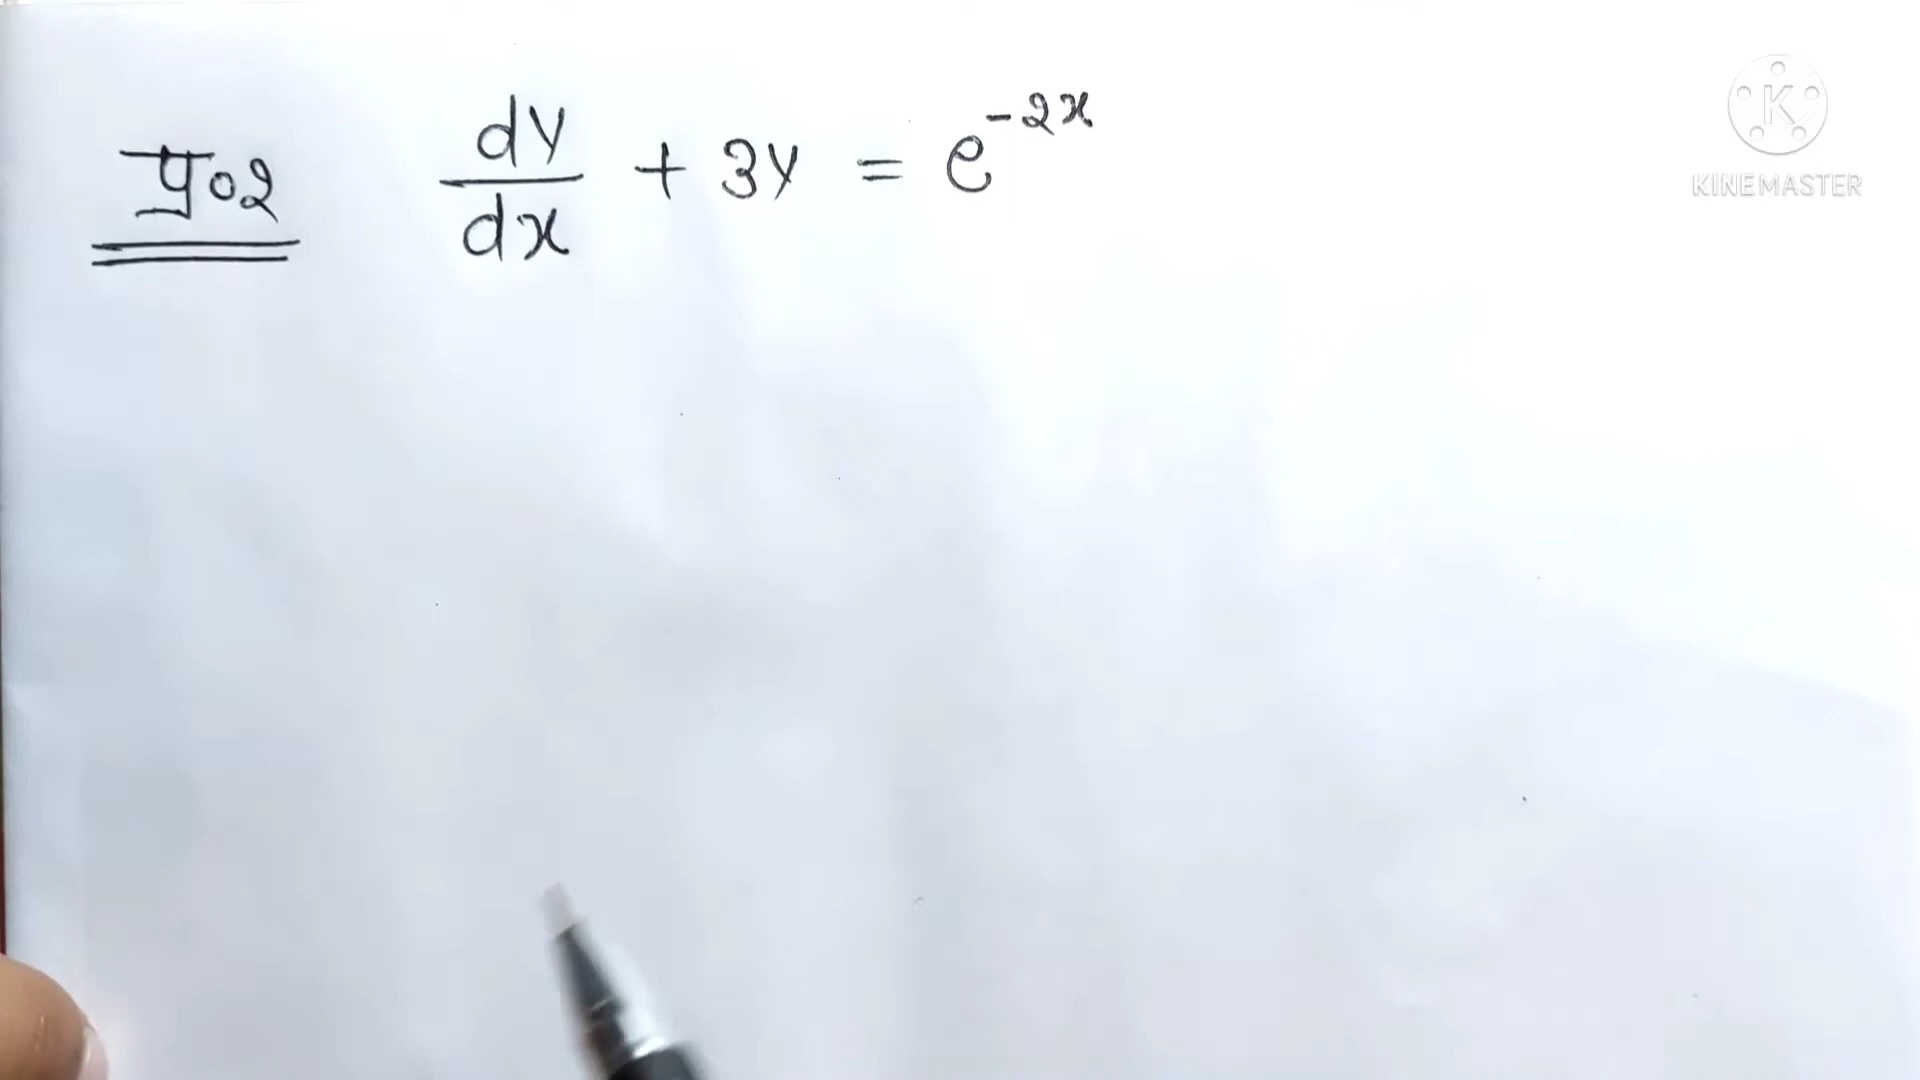 प्र०2 dy/dx + 3y = e^-2x
KINEMASTER